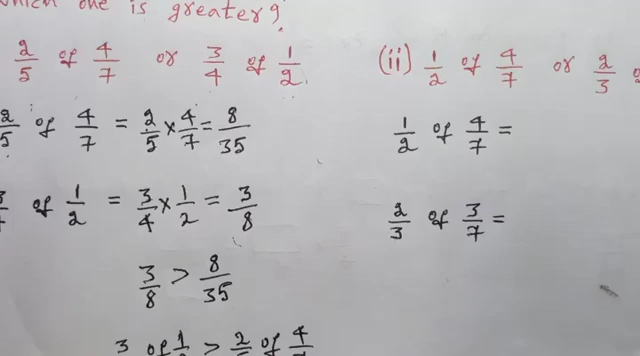 which one is greater?
2/5 of 4/7 or 3/4 of 1/2
2/5 of 4/7 = 2/5 × 4/7 = 8/35
of 1/2 = 3/4 × 1/2 = 3/8
3/8 > 8/35
3 of 1 > 2 of 4
(ii) 1/2 of 4/7 or 2/3
1/2 of 4/7 =
2/3 of 3/7 =